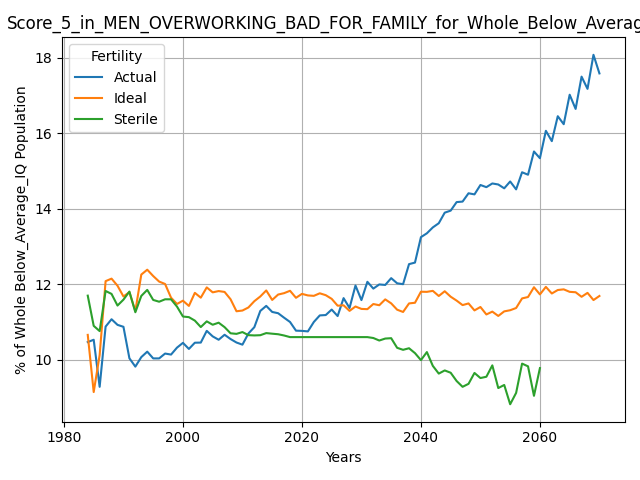 Score_5_in_MEN_OVERWORKING_BAD_FOR_FAMILY_for_Whole_Below_Averag
Fertility
Actual
Ideal
Sterile
% of Whole Below_Average_IQ Population
18
16
14
12
10
1980
2000
2020
2040
2060
Years